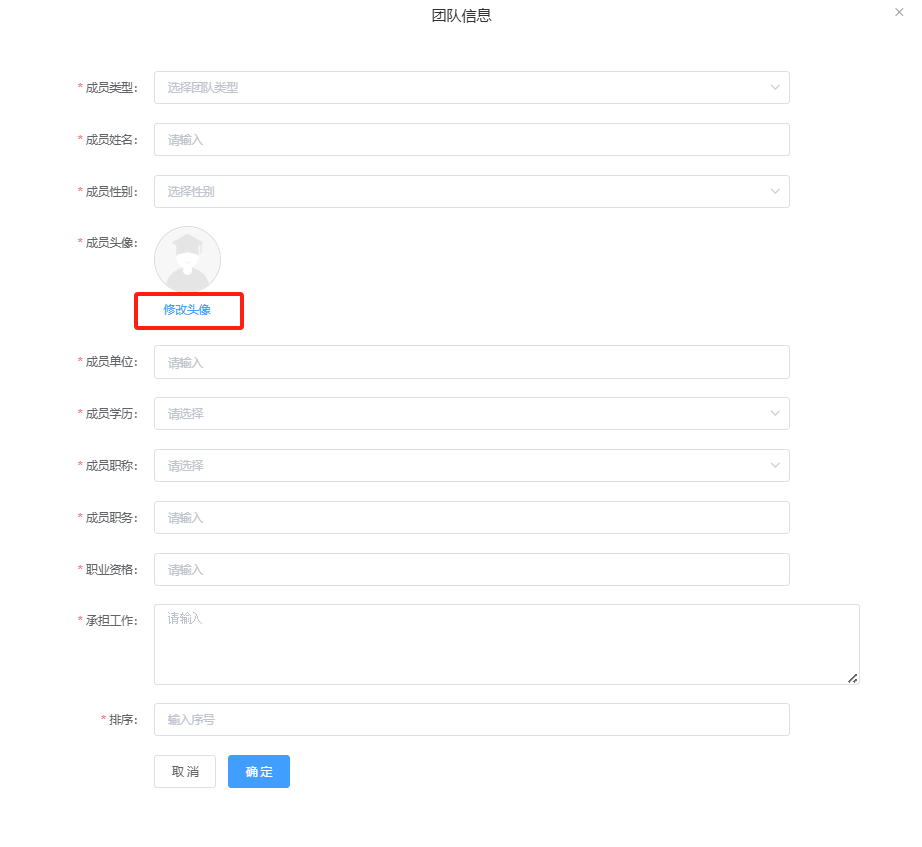 团队信息
* 成员类型: 选择团队类型
* 成员姓名: 请输入
* 成员性别: 选择性别
* 成员头像:
修改头像
* 成员单位: 请输入
* 成员学历: 请选择
* 成员职称: 请选择
* 成员职务: 请输入
* 职业资格: 请输入
* 承担工作: 请输入
* 排序: 输入序号
取消 确定